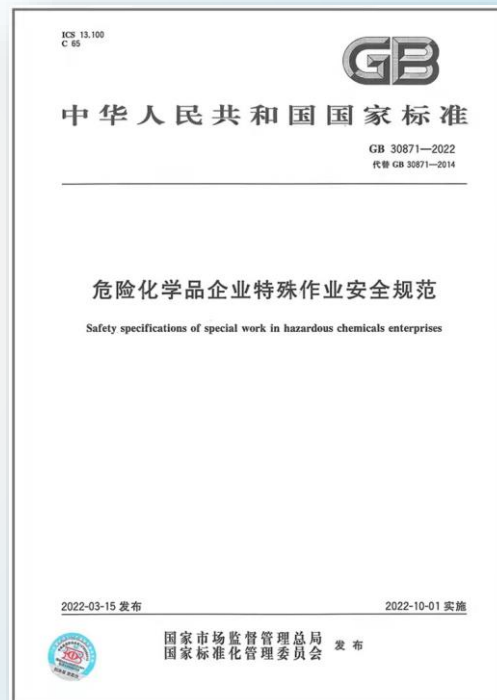 ICS 13.100
C 65
GB
中华人民共和国国家标准
GB 30871—2022
代替 GB 30871—2014
危险化学品企业特殊作业安全规范
Safety specifications of special work in hazardous chemicals enterprises
2022-03-15 发布
2022-10-01 实施
国家市场监督管理总局
国家标准化管理委员会
发布